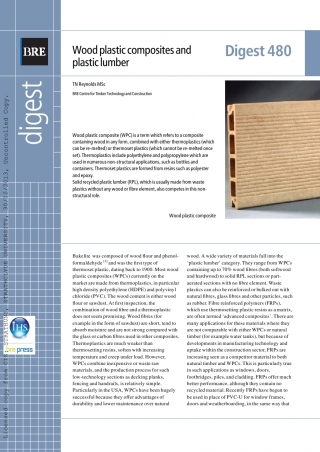 BRE
Wood plastic composites and
plastic lumber
Digest 480
digest
TN Reynolds MSc
BRE Centre for Timber Technology and Construction
Wood plastic composite (WPC) is a term which refers to a composite
containing wood in any form, combined with either thermoplastics (which
can be re-melted) or thermoset plastics (which cannot be re-melted once
set). Thermoplastics include polyethylene and polypropylene which are
used in numerous non-structural applications, such as bottles and
containers. Thermoset plastics are formed from resins such as polyester
and epoxy.
Solid recycled plastic lumber (RPL), which is usually made from waste
plastics without any wood or fibre element, also competes in this non-
structural role.
Wood plastic composite
Bakelite was composed of wood flour and phenol-
formaldehyde[1] and was the first type of
thermoset plastic, dating back to 1900. Most wood
plastic composites (WPCs) currently on the
market are made from thermoplastics, in particular
high density polyethylene (HDPE) and polyvinyl
chloride (PVC). The wood content is either wood
flour or sawdust. At first inspection, the
combination of wood fibre and a thermoplastic
does not seem promising. Wood fibres (for
example in the form of sawdust) are short, tend to
absorb moisture and are not strong compared with
the glass or carbon fibres used in other composites.
Thermoplastics are much weaker than
thermosetting resins, soften with increasing
temperature and creep under load. However,
WPCs combine inexpensive or waste raw
materials, and the production process for such
low-technology sections as decking planks,
fencing and handrails, is relatively simple.
Particularly in the USA, WPCs have been hugely
successful because they offer advantages of
durability and lower maintenance over natural
wood. A wide variety of materials fall into the
'plastic lumber' category. They range from WPCs
containing up to 70% wood fibres (both softwood
and hardwood) to solid RPL sections or part-
aerated sections with no fibre element. Waste
plastics can also be reinforced or bulked out with
natural fibres, glass fibres and other particles, such
as rubber. Fibre reinforced polymers (FRPs),
which use thermosetting plastic resins as a matrix,
are often termed 'advanced composites'. There are
many applications for these materials where they
are not comparable with either WPCs or natural
timber (for example water tanks), but because of
developments in manufacturing technology and
uptake within the construction sector, FRPs are
increasing seen as a competitor material to both
natural timber and WPCs. This is particularly true
in such applications as windows, doors,
footbridges, piles, and cladding. FRPs offer much
better performance, although they contain no
recycled material. Recently FRPs have begun to
be used in place of PVC-U for window frames,
doors and weatherboarding, in the same way that
IHS
bre press